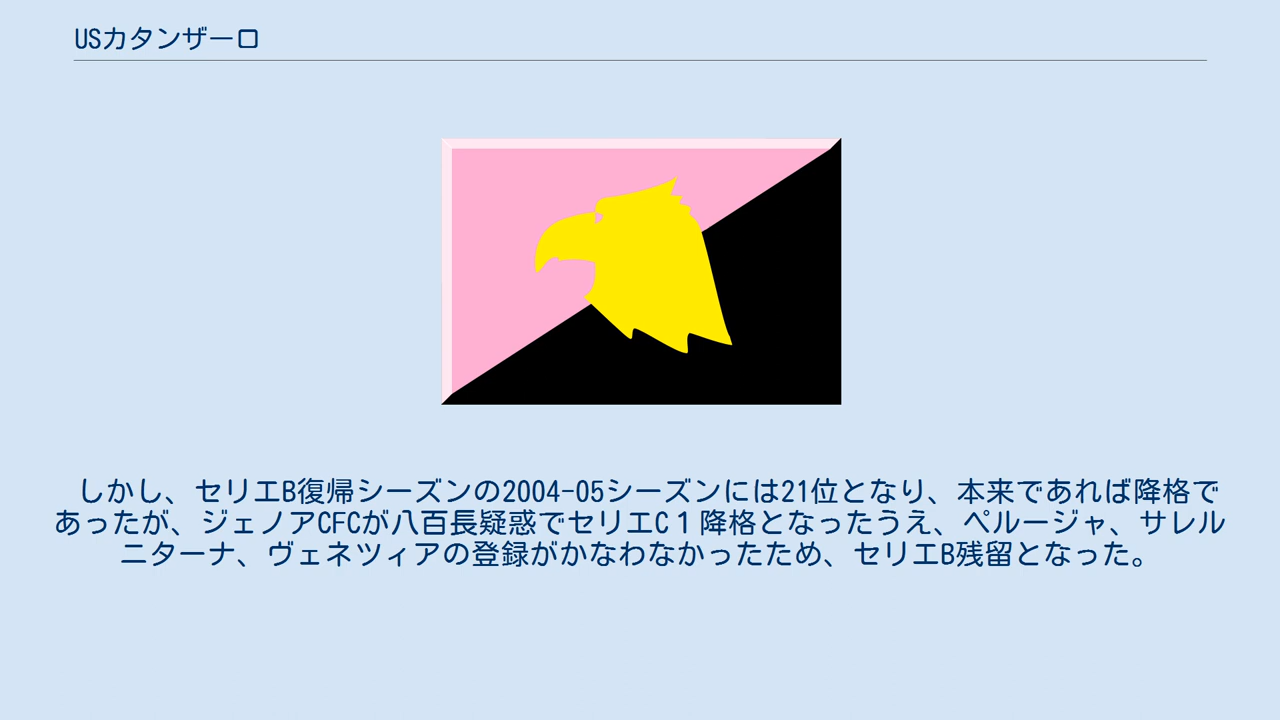 USカタンザーロ
しかし、セリエB復帰シーズンの2004-05シーズンには21位となり、本来であれば降格で
あったが、ジェノアCFCが八百長疑惑でセリエC１降格となったうえ、ペルージャ、サレル
ニターナ、ヴェネツィアの登録がかなわなかったため、セリエB残留となった。